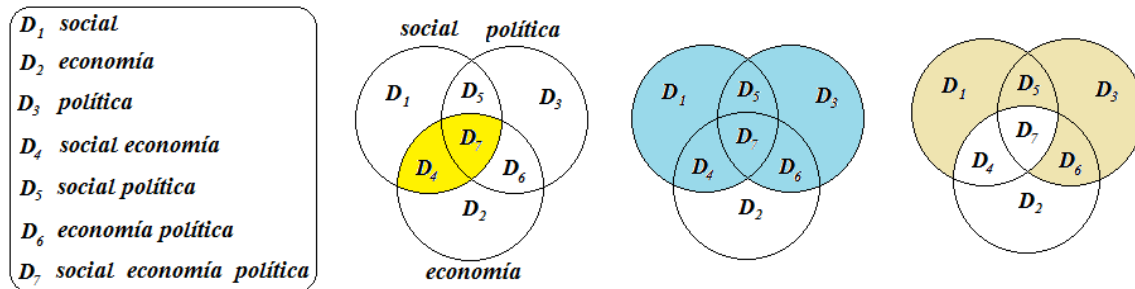 D1 social
D2 economía
D3 política
D4 social economía
D5 social política
D6 economía política
D7 social economía política
social política
D1 D5 D3
D7
D4 D6
D2
economía
D1 D5 D3
D7
D4 D6
D2
D1 D5 D3
D7
D4 D6
D2